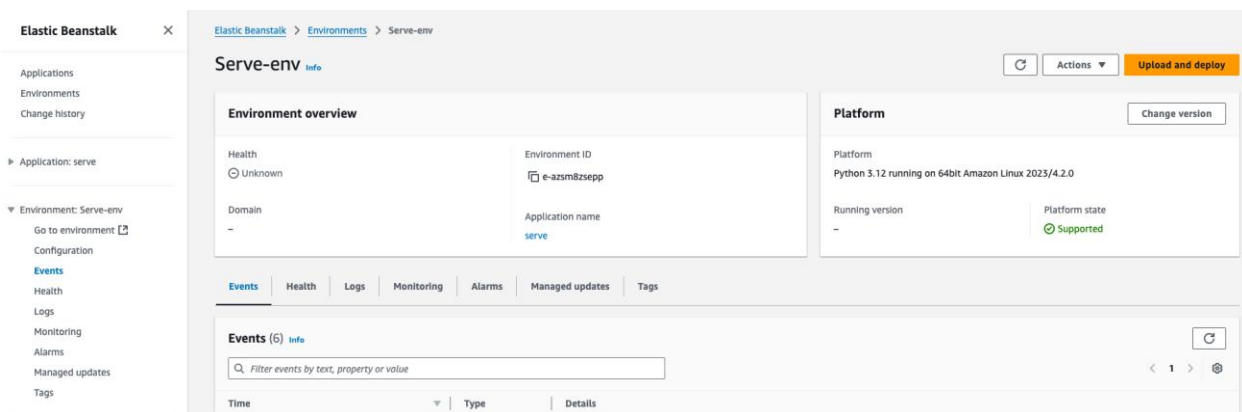 Elastic Beanstalk
Applications
Environments
Change history
Application: serve
Environment: Serve-env
Go to environment
Configuration
Events
Health
Logs
Monitoring
Alarms
Managed updates
Tags
Elastic Beanstalk > Environments > Serve-env
Serve-env Info
Actions
Upload and deploy
Environment overview
Health
Unknown
Domain
–
Environment ID
e-azsm8zsepp
Application name
serve
Platform
Change version
Platform
Python 3.12 running on 64bit Amazon Linux 2023/4.2.0
Running version
–
Platform state
Supported
Events Health Logs Monitoring Alarms Managed updates Tags
Events (6) Info
Filter events by text, property or value
< 1 >
Time Type Details